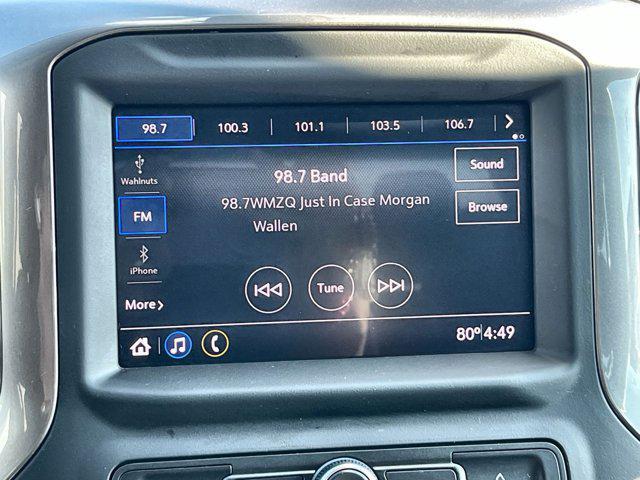 98.7 100.3 101.1 103.5 106.7
Wahlnuts
FM
iPhone
More
98.7 Band
98.7WMZQ Just In Case Morgan
Wallen
Tune
Sound
Browse
80° 4:49